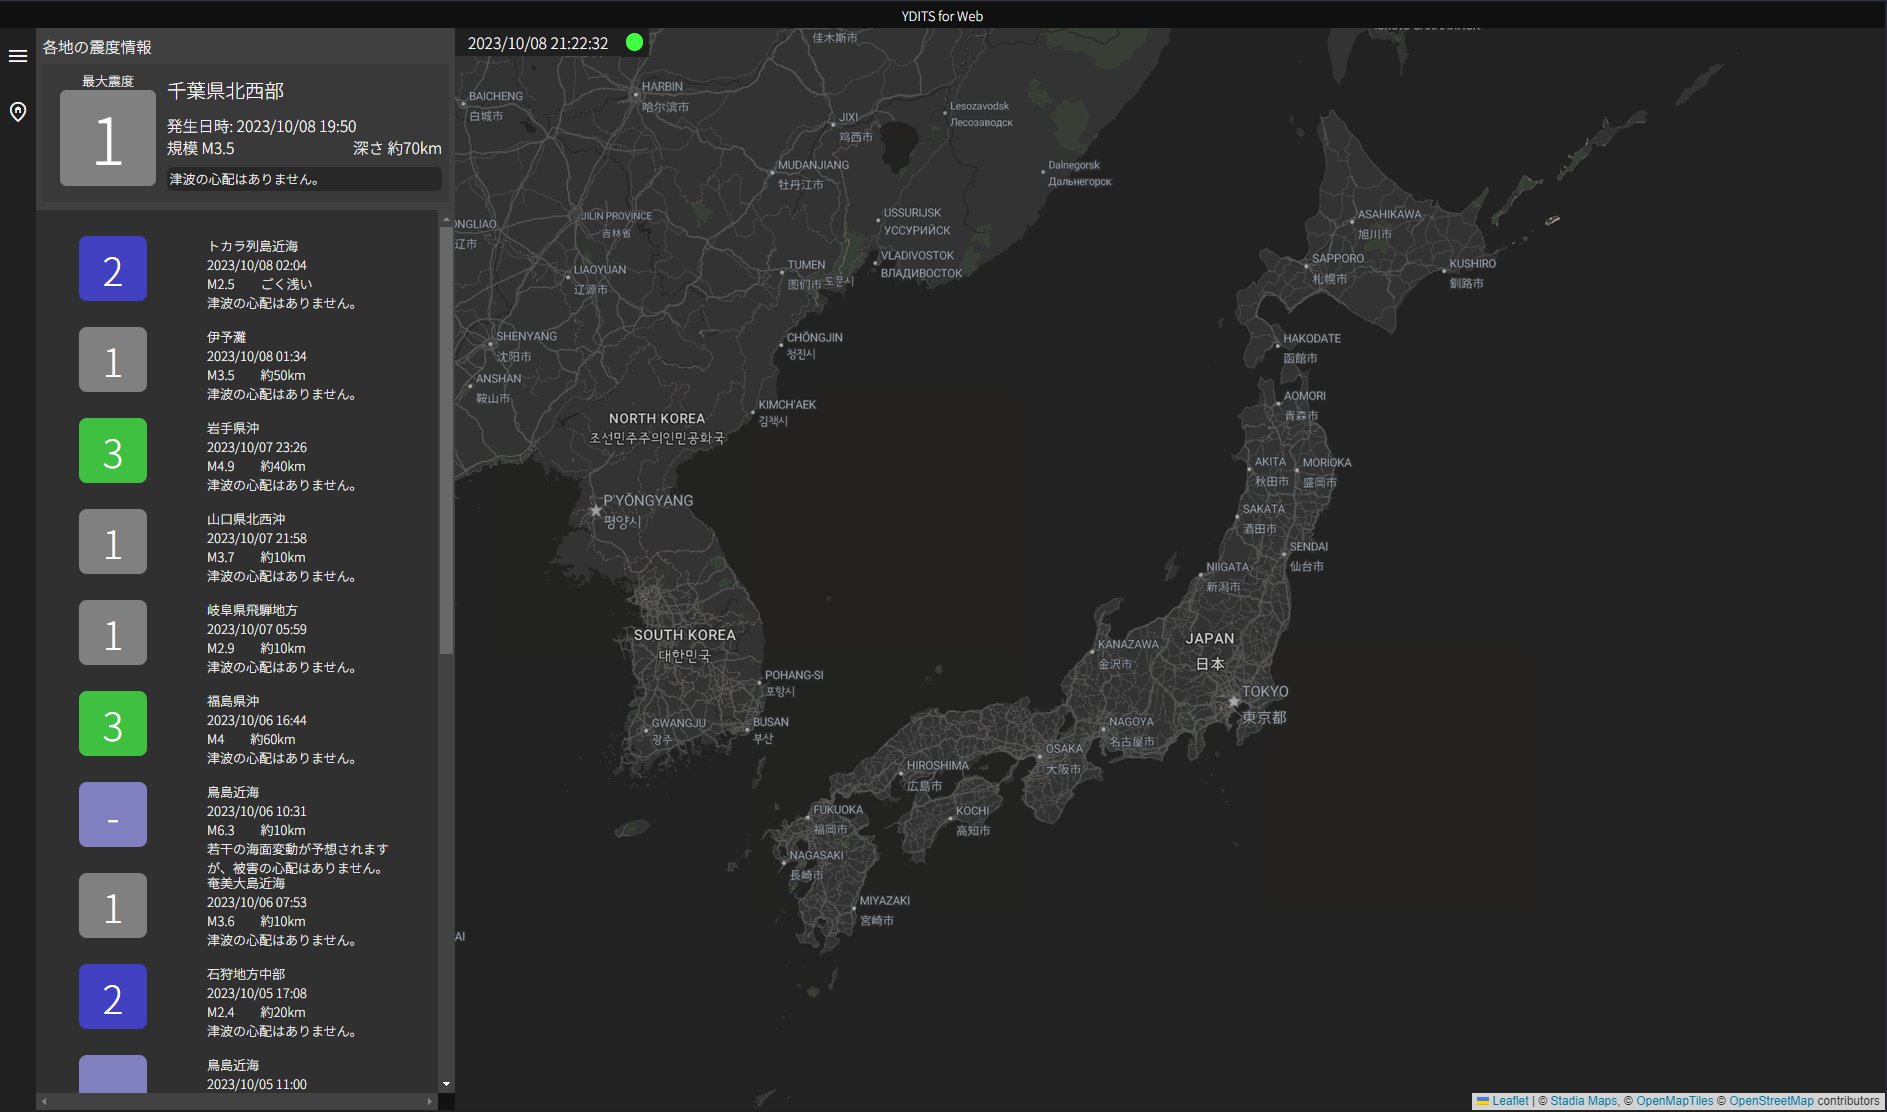 YDITS for Web
各地の震度情報
最大震度
1
千葉県北西部
発生日時: 2023/10/08 19:50
規模 M3.5 深さ 約70km
津波の心配はありません。
2
トカラ列島近海
2023/10/08 02:04
M2.5 ごく浅い
津波の心配はありません。
1
伊予灘
2023/10/08 01:34
M3.5 約50km
津波の心配はありません。
3
岩手県沖
2023/10/07 23:26
M4.9 約40km
津波の心配はありません。
1
山口県北西沖
2023/10/07 21:58
M3.7 約10km
津波の心配はありません。
1
岐阜県飛騨地方
2023/10/07 05:59
M2.9 約10km
津波の心配はありません。
3
福島県沖
2023/10/06 16:44
M4 約60km
津波の心配はありません。
-
鳥島近海
2023/10/06 10:31
M6.3 約10km
若干の海面変動が予想されます
が、被害の心配はありません。
1
奄美大島近海
2023/10/06 07:53
M3.6 約10km
津波の心配はありません。
2
石狩地方中部
2023/10/05 17:08
M2.4 約20km
津波の心配はありません。
鳥島近海
2023/10/05 11:00
2023/10/08 21:22:32
佳木斯市
HARBIN
哈尔滨市
BAICHENG
白城市
JIXI
鸡西市
Lesozavodsk
Лесозаводск
MUDANJIANG
牡丹江市
Dalnegorsk
Дальнегорск
ONGLIAO
辽市
JILIN PROVINCE
吉林省
USSURIJSK
УССУРИЙСК
VLADIVOSTOK
ВЛАДИВОСТОК
LIAOYUAN
辽源市
TUMEN
图们市 도문시
SHENYANG
沈阳市
CHŎNGJIN
청진시
ANSHAN
鞍山市
KIMCH'AEK
김책시
NORTH KOREA
조선민주주의인민공화국
P'YŎNGYANG
평양시
SOUTH KOREA
대한민국
POHANG-SI
포항시
GWANGJU
광주
BUSAN
부산
ASAHIKAWA
旭川市
SAPPORO
札幌市
KUSHIRO
釧路市
HAKODATE
函館市
AOMORI
青森市
AKITA
秋田市
MORIOKA
盛岡市
SAKATA
酒田市
SENDAI
仙台市
NIIGATA
新潟市
KANAZAWA
金沢市
JAPAN
日本
TOKYO
東京都
NAGOYA
名古屋市
OSAKA
大阪市
HIROSHIMA
広島市
KOCHI
高知市
FUKUOKA
福岡市
NAGASAKI
長崎市
MIYAZAKI
宮崎市
AI
Leaflet | © Stadia Maps, © OpenMapTiles © OpenStreetMap contributors